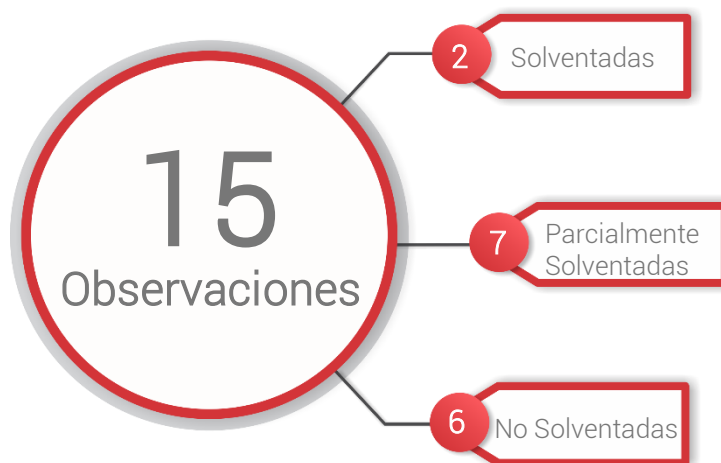 15
Observaciones
2
Solventadas
7
Parcialmente
Solventadas
6
No Solventadas